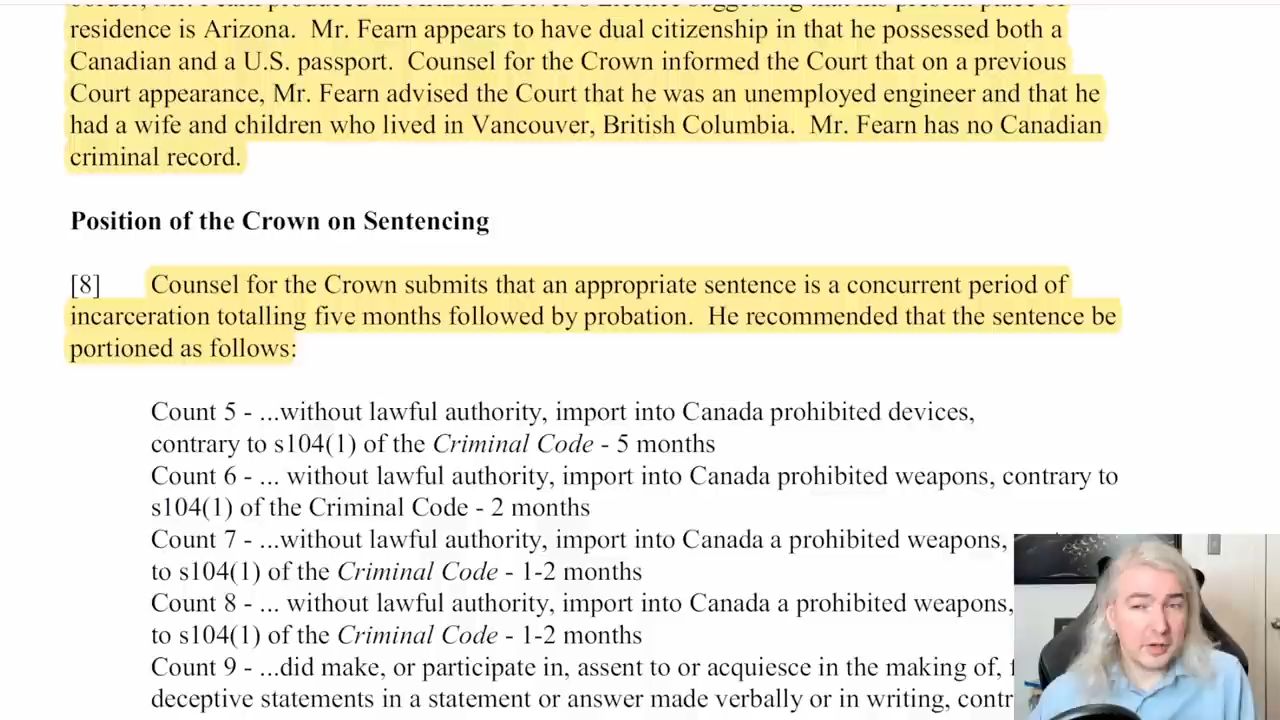 residence is Arizona. Mr. Fearn appears to have dual citizenship in that he possessed both a
Canadian and a U.S. passport. Counsel for the Crown informed the Court that on a previous
Court appearance, Mr. Fearn advised the Court that he was an unemployed engineer and that he
had a wife and children who lived in Vancouver, British Columbia. Mr. Fearn has no Canadian
criminal record.
Position of the Crown on Sentencing
[8] Counsel for the Crown submits that an appropriate sentence is a concurrent period of
incarceration totalling five months followed by probation. He recommended that the sentence be
portioned as follows:
Count 5 - ...without lawful authority, import into Canada prohibited devices,
contrary to s104(1) of the Criminal Code - 5 months
Count 6 - ... without lawful authority, import into Canada prohibited weapons, contrary to
s104(1) of the Criminal Code - 2 months
Count 7 - ...without lawful authority, import into Canada a prohibited weapons,
to s104(1) of the Criminal Code - 1-2 months
Count 8 - ... without lawful authority, import into Canada a prohibited weapons,
to s104(1) of the Criminal Code - 1-2 months
Count 9 - ...did make, or participate in, assent to or acquiesce in the making of,
deceptive statements in a statement or answer made verbally or in writing,